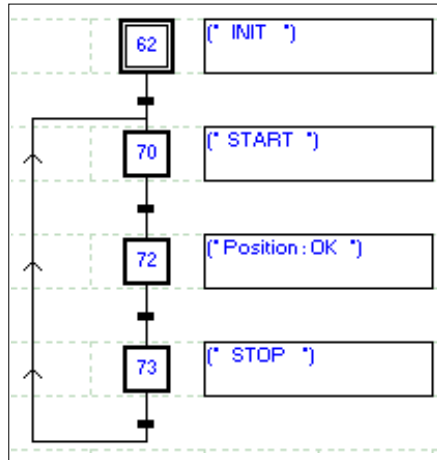 62 (* INIT *)
70 (* START *)
72 (* Position : OK *)
73 (* STOP *)